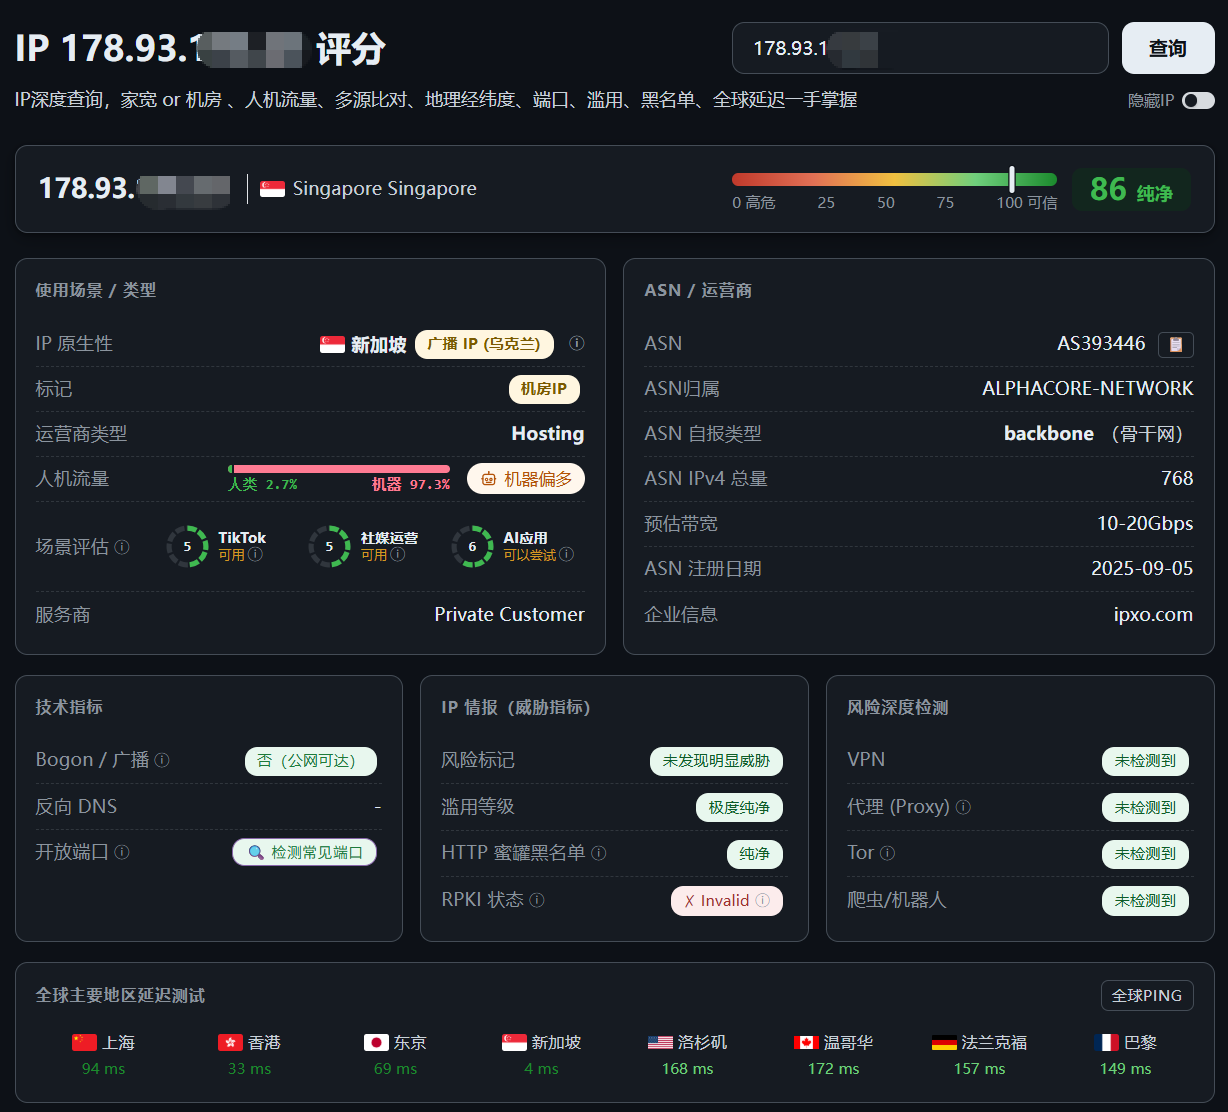 IP 178.93.1 评分
178.93.1
查询
IP深度查询，家宽 or 机房 、人机流量、多源比对、地理经纬度、端口、滥用、黑名单、全球延迟一手掌握
隐藏IP
178.93.
Singapore Singapore
0 高危 25 50 75 100 可信
86 纯净
使用场景 / 类型
IP 原生性 新加坡 广播 IP (乌克兰) ⓘ
标记 机房IP
运营商类型 Hosting
人机流量 人类 2.7% 机器 97.3% 机器偏多
场景评估 ⓘ 5 TikTok 可用 ⓘ 5 社媒运营 可用 ⓘ 6 AI应用 可以尝试 ⓘ
服务商 Private Customer
ASN / 运营商
ASN AS393446
ASN归属 ALPHACORE-NETWORK
ASN 自报类型 backbone （骨干网）
ASN IPv4 总量 768
预估带宽 10-20Gbps
ASN 注册日期 2025-09-05
企业信息 ipxo.com
技术指标
Bogon / 广播 ⓘ 否（公网可达）
反向 DNS -
开放端口 ⓘ 检测常见端口
IP 情报（威胁指标）
风险标记 未发现明显威胁
滥用等级 极度纯净
HTTP 蜜罐黑名单 ⓘ 纯净
RPKI 状态 ⓘ ✗ Invalid ⓘ
风险深度检测
VPN 未检测到
代理 (Proxy) ⓘ 未检测到
Tor ⓘ 未检测到
爬虫/机器人 未检测到
全球主要地区延迟测试
全球PING
上海 香港 东京 新加坡 洛杉矶 温哥华 法兰克福 巴黎
94 ms 33 ms 69 ms 4 ms 168 ms 172 ms 157 ms 149 ms